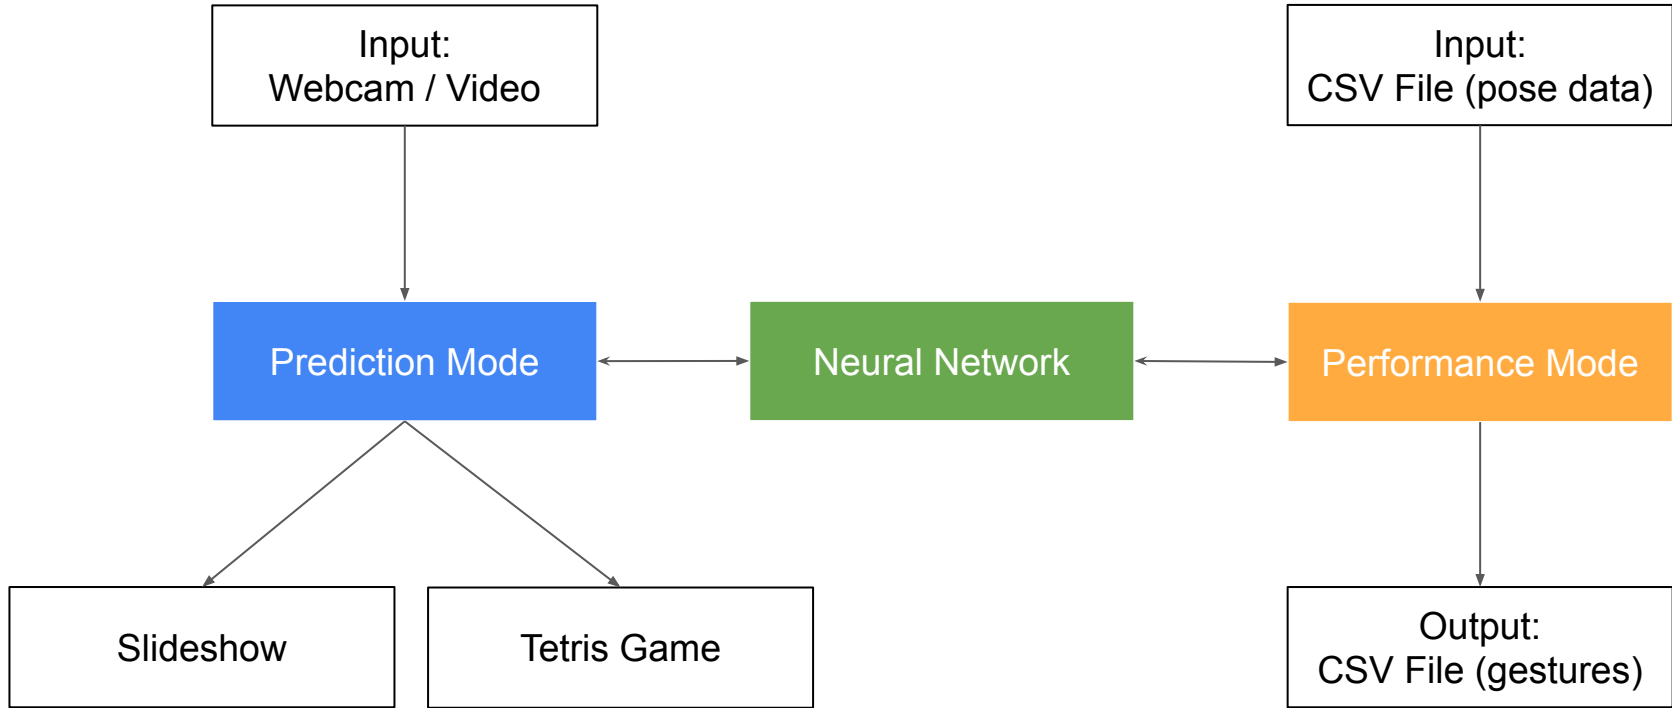 Input:
Webcam / Video
Input:
CSV File (pose data)
Prediction Mode
Neural Network
Performance Mode
Slideshow
Tetris Game
Output:
CSV File (gestures)